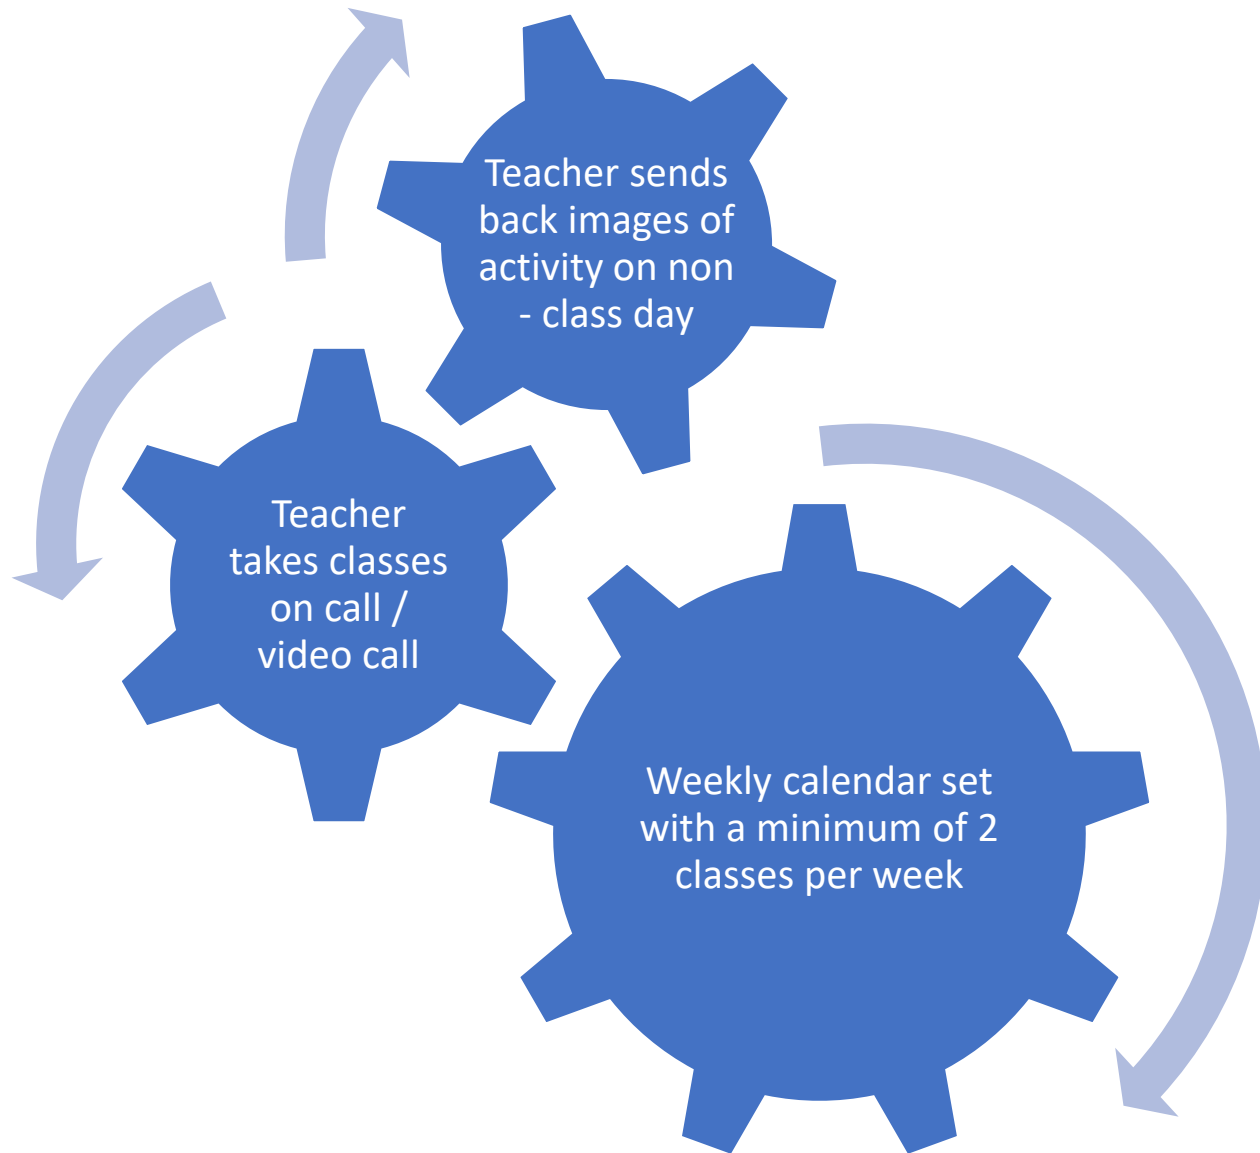 Teacher sends
back images of
activity on non
- class day
Teacher
takes classes
on call /
video call
Weekly calendar set
with a minimum of 2
classes per week